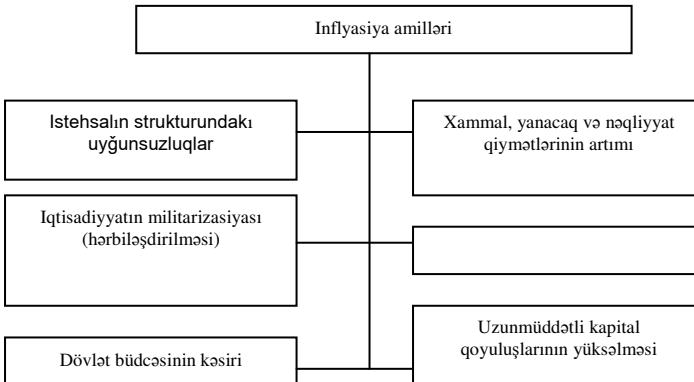 Inflyasiya amilləri
Istehsalın strukturundakı
uyğunsuzluqlar
Xammal, yanacaq və nəqliyyat
qiymətlərinin artımı
Iqtisadiyyatın militarizasiyası
(hərbiləşdirilməsi)
Uzunmüddətli kapital
qoyuluşlarının yüksəlməsi
Dövlət büdcəsinin kəsiri